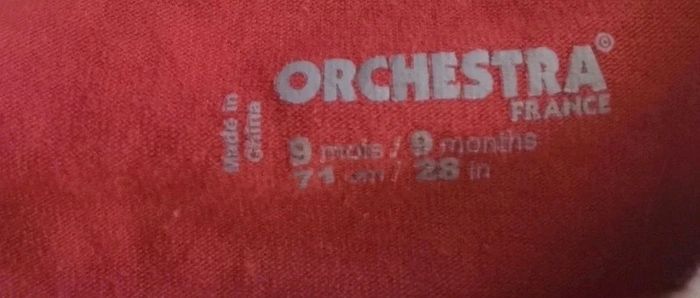 ORCHESTRA©
FRANCE
Made in
China
9 mois / 9 months
71 cm / 28 in